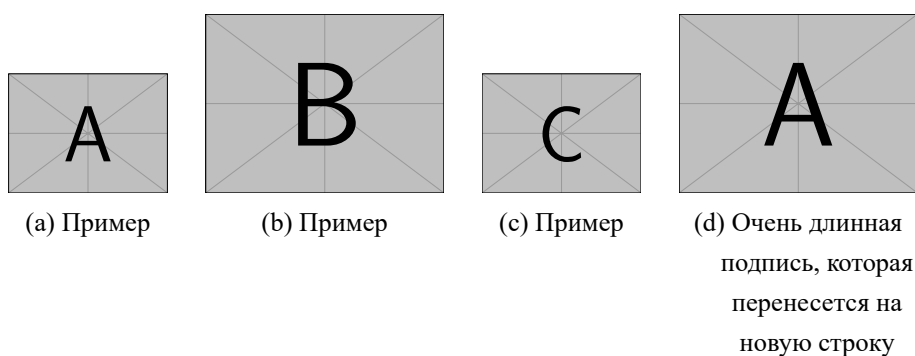 A
B
C
A
(a) Пример
(b) Пример
(c) Пример
(d) Очень длинная
подпись, которая
перенесется на
новую строку